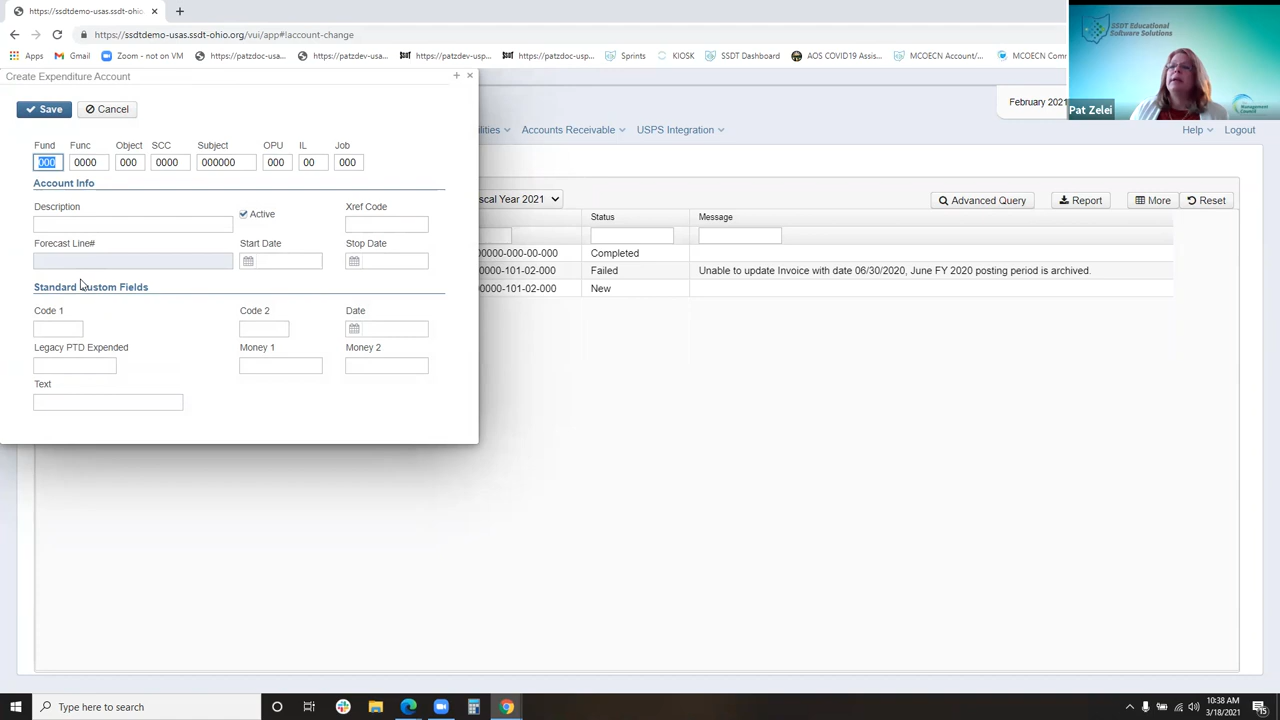 https://ssdtdemo-usas.ssdt-ohio.
https://ssdtdemo-usas.ssdt-ohio.org/vui/app#!account-change
Apps Gmail Zoom - not on VM https://patzdoc-usa... https://patzdev-usa... https://patzdev-usp... https://patzdoc-usp... Sprints KIOSK SSDT Dashboard AOS COVID19 Assis... MCOECN Account/... MCOECN Comm
SSDT Educational
Software Solutions
Management
Council
Pat Zelei
Create Expenditure Account
February 2021
Save Cancel
ilities Accounts Receivable USPS Integration Help Logout
Fund Func Object SCC Subject OPU IL Job
000 0000 000 0000 000000 000 00 000
Account Info
iscal Year 2021 Advanced Query Report More Reset
Description Active Xref Code
Status Message
Forecast Line# Start Date Stop Date
00000-000-00-000 Completed
0000-101-02-000 Failed Unable to update Invoice with date 06/30/2020, June FY 2020 posting period is archived.
00000-101-02-000 New
Standard Custom Fields
Code 1 Code 2 Date
Legacy PTD Expended Money 1 Money 2
Text
Type here to search
10:38 AM
3/18/2021
15